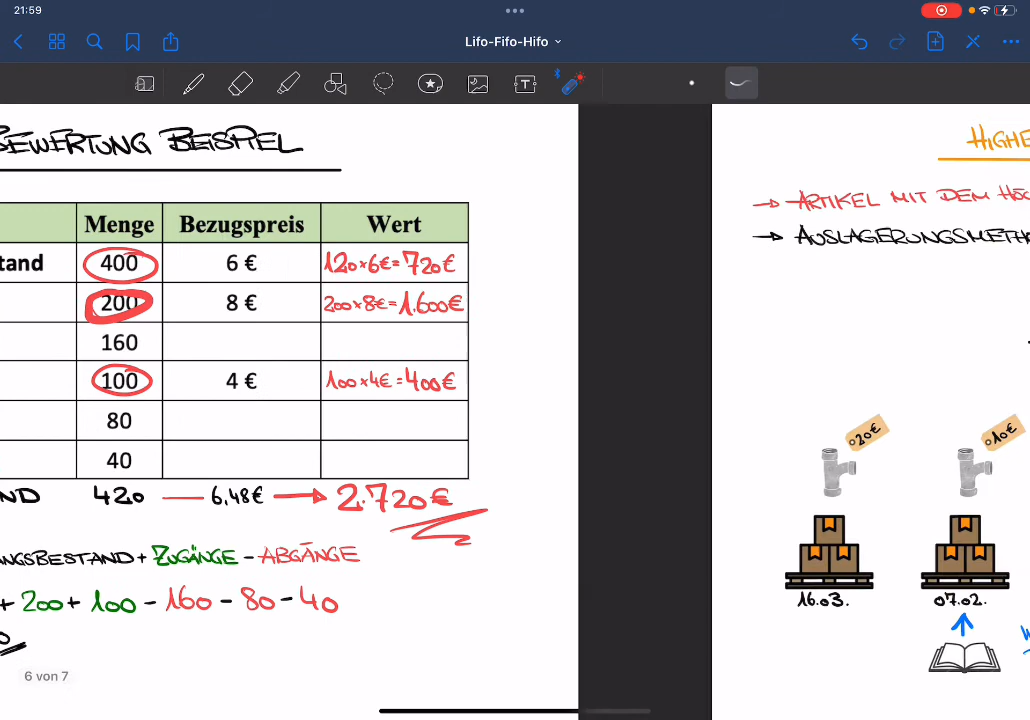 21:59
Lifo-Fifo-Hifo
BEWERTUNG BEISPIEL
Menge Bezugspreis Wert
tand 400 6 € 120×6€=720€
200 8 € 200×8€=1.600€
160
100 4 € 100×4€=400€
80
40
ND 420 — 6,48€ → 2.720€
NGSBESTAND + ZUGÄNGE - ABGÄNGE
+ 200 + 100 - 160 - 80 - 40
0
6 von 7
HIGHE
→ ARTIKEL MIT DEM HÖC
→ AUSLAGERUNGSMETH
20€ 10€
16.03. 07.02.